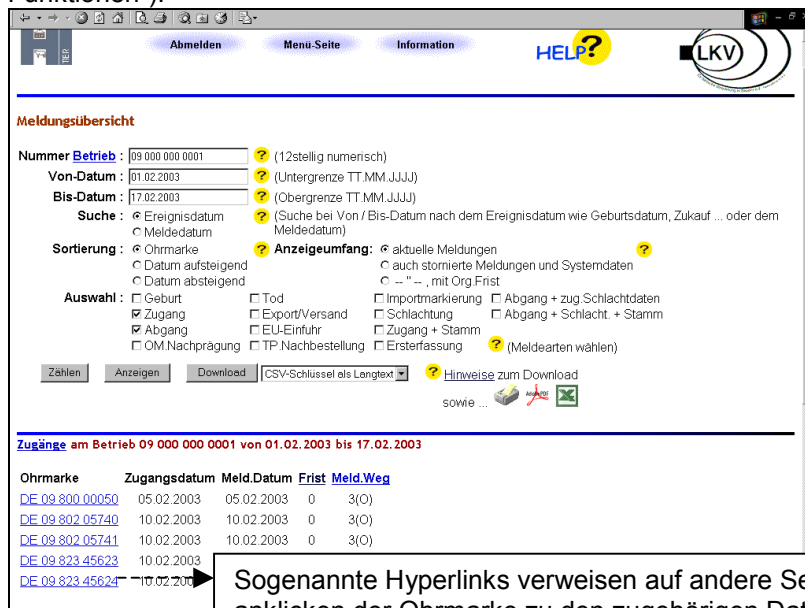 Funktionen ).
Abmelden Menü-Seite Information HELP? LKV
Meldungsübersicht
Nummer Betrieb : 09 000 000 0001 ? (12stellig numerisch)
Von-Datum : 01.02.2003 ? (Untergrenze TT.MM.JJJJ)
Bis-Datum : 17.02.2003 ? (Obergrenze TT.MM.JJJJ)
Suche : Ereignisdatum ? (Suche bei Von / Bis-Datum nach dem Ereignisdatum wie Geburtsdatum, Zukauf ... oder dem
Meldedatum Meldedatum)
Sortierung : Ohrmarke ? Anzeigeumfang: aktuelle Meldungen ?
Datum aufsteigend auch stornierte Meldungen und Systemdaten
Datum absteigend -- " -- , mit Org.Frist
Auswahl : Geburt Tod Importmarkierung Abgang + zug.Schlachtdaten
Zugang Export/Versand Schlachtung Abgang + Schlacht. + Stamm
Abgang EU-Einfuhr Zugang + Stamm
OM.Nachprägung TP.Nachbestellung Ersterfassung ? (Meldearten wählen)
Zählen Anzeigen Download CSV-Schlüssel als Langtext ? Hinweise zum Download
sowie ... Adobe PDF
Zugänge am Betrieb 09 000 000 0001 von 01.02.2003 bis 17.02.2003
Ohrmarke Zugangsdatum Meld.Datum Frist Meld.Weg
DE 09 800 00050 05.02.2003 05.02.2003 0 3(O)
DE 09 802 05740 10.02.2003 10.02.2003 0 3(O)
DE 09 802 05741 10.02.2003 10.02.2003 0 3(O)
DE 09 823 45623 10.02.2003
DE 09 823 45624 10.02.200
Sogenannte Hyperlinks verweisen auf andere Se
anklicken der Ohrmarke zu den zugehörigen Dat